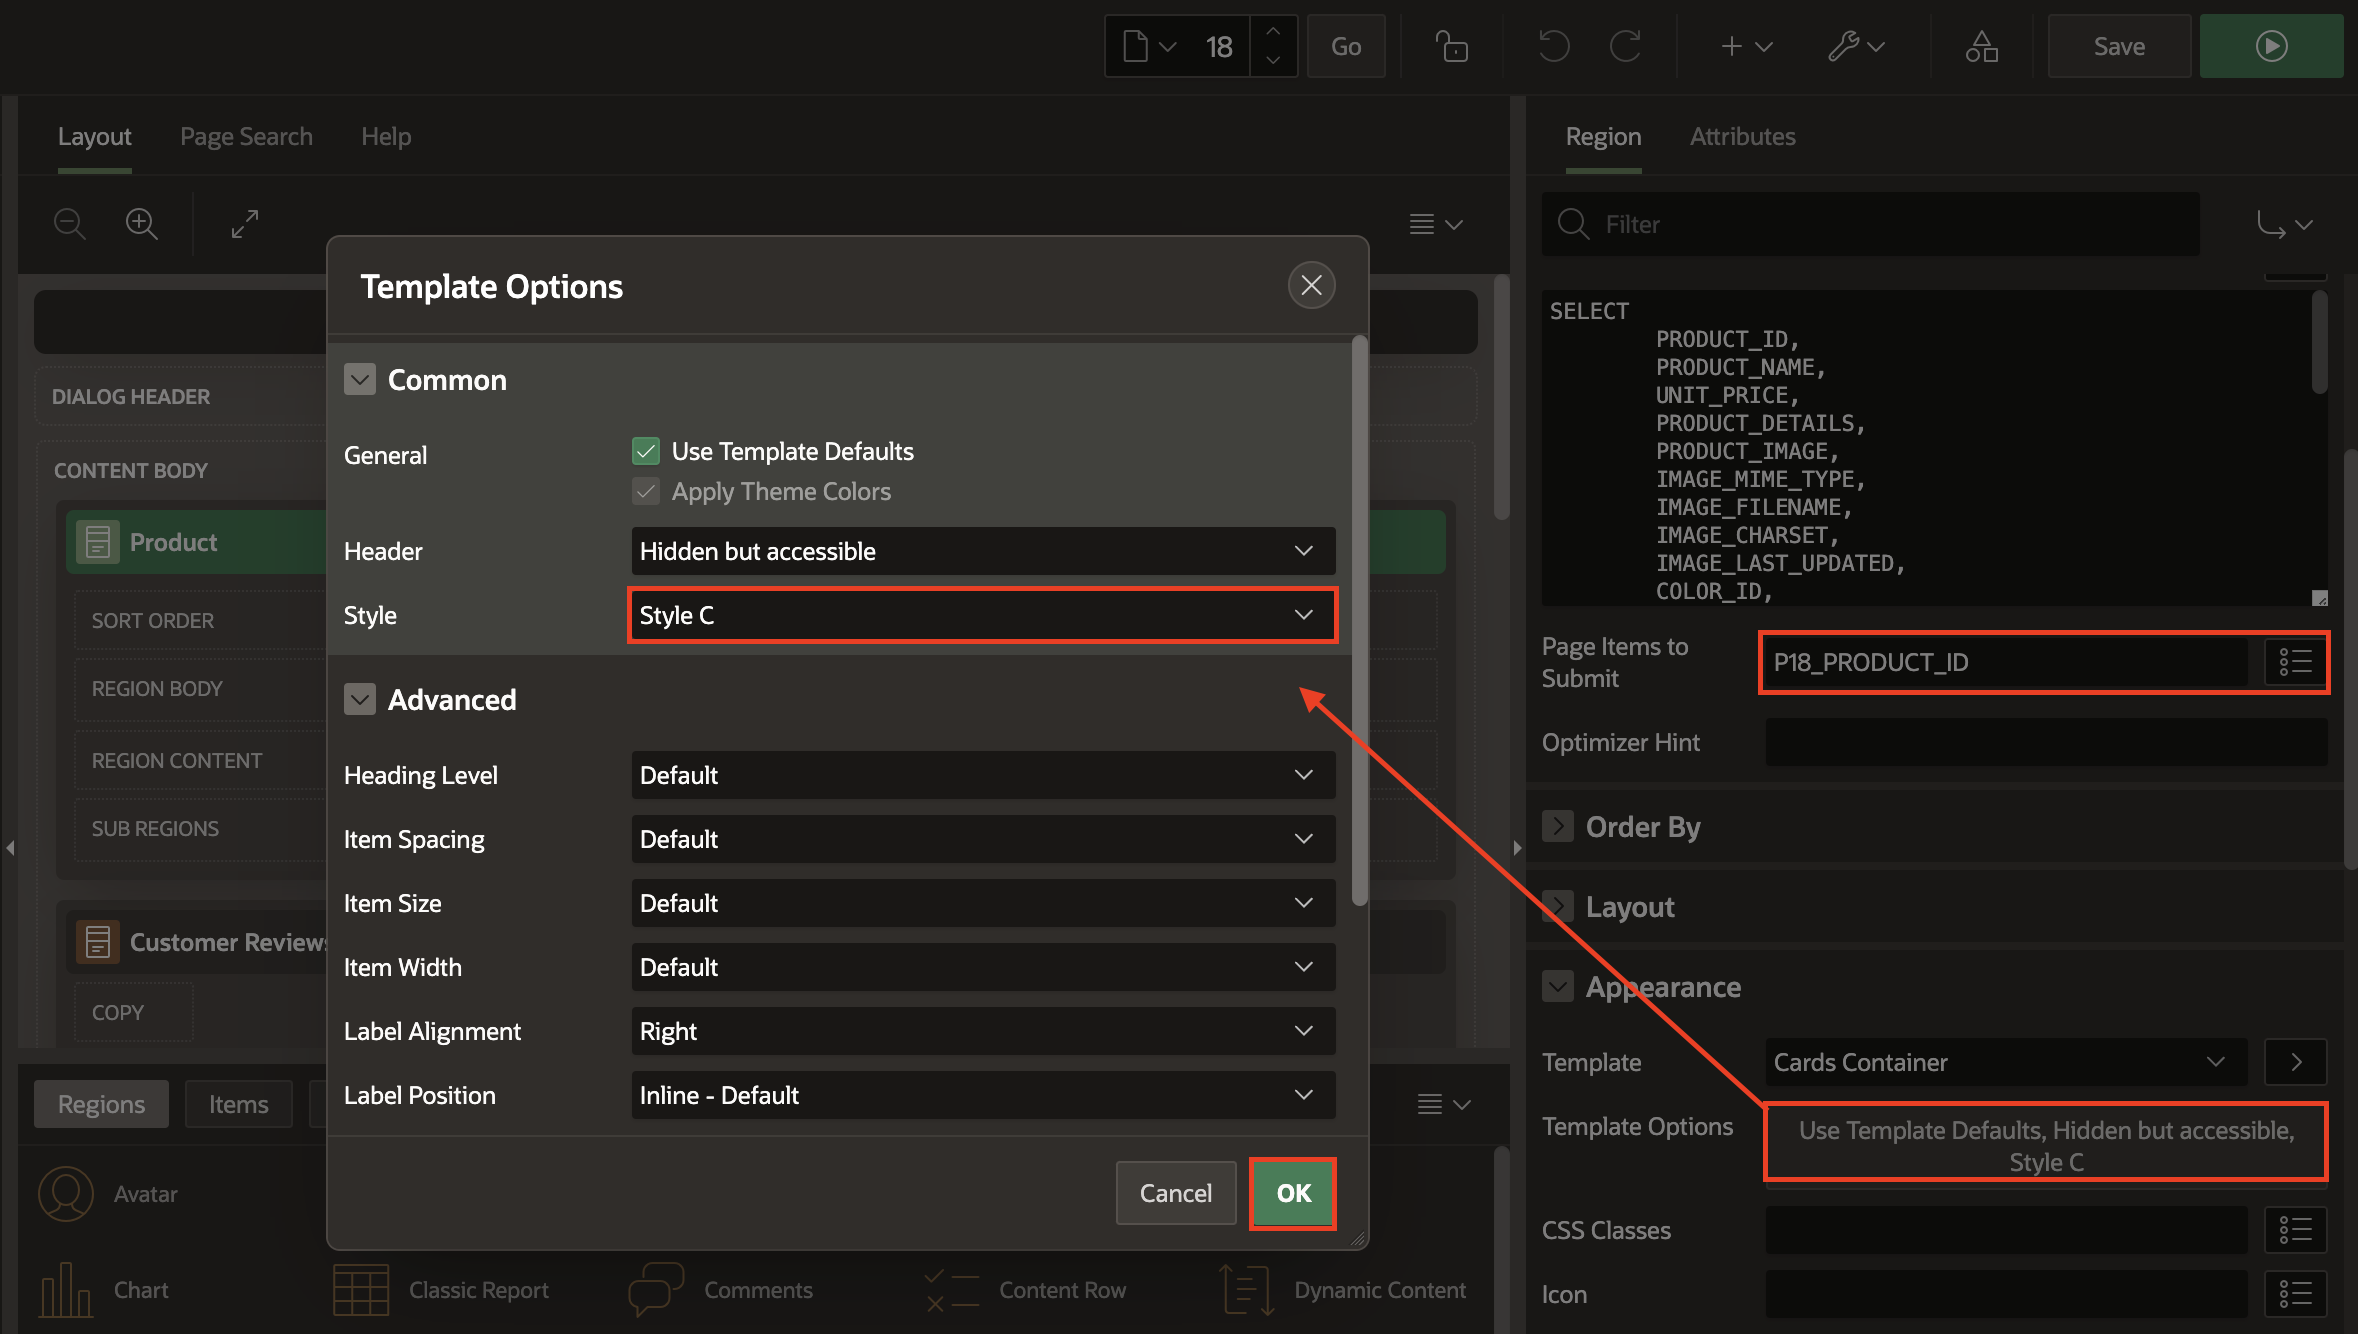 18
Go
Save
Layout
Page Search
Help
Region
Attributes
Filter
Template Options
Common
General
Use Template Defaults
Apply Theme Colors
Header
Hidden but accessible
Style
Style C
Advanced
Heading Level
Default
Item Spacing
Default
Item Size
Default
Item Width
Default
Label Alignment
Right
Label Position
Inline - Default
Cancel
OK
DIALOG HEADER
CONTENT BODY
Product
SORT ORDER
REGION BODY
REGION CONTENT
SUB REGIONS
Customer Reviews
COPY
Regions
Items
Avatar
Chart
Classic Report
Comments
Content Row
Dynamic Content
SELECT
PRODUCT_ID,
PRODUCT_NAME,
UNIT_PRICE,
PRODUCT_DETAILS,
PRODUCT_IMAGE,
IMAGE_MIME_TYPE,
IMAGE_FILENAME,
IMAGE_CHARSET,
IMAGE_LAST_UPDATED,
COLOR_ID,
Page Items to
Submit
P18_PRODUCT_ID
Optimizer Hint
Order By
Layout
Appearance
Template
Cards Container
Template Options
Use Template Defaults, Hidden but accessible,
Style C
CSS Classes
Icon